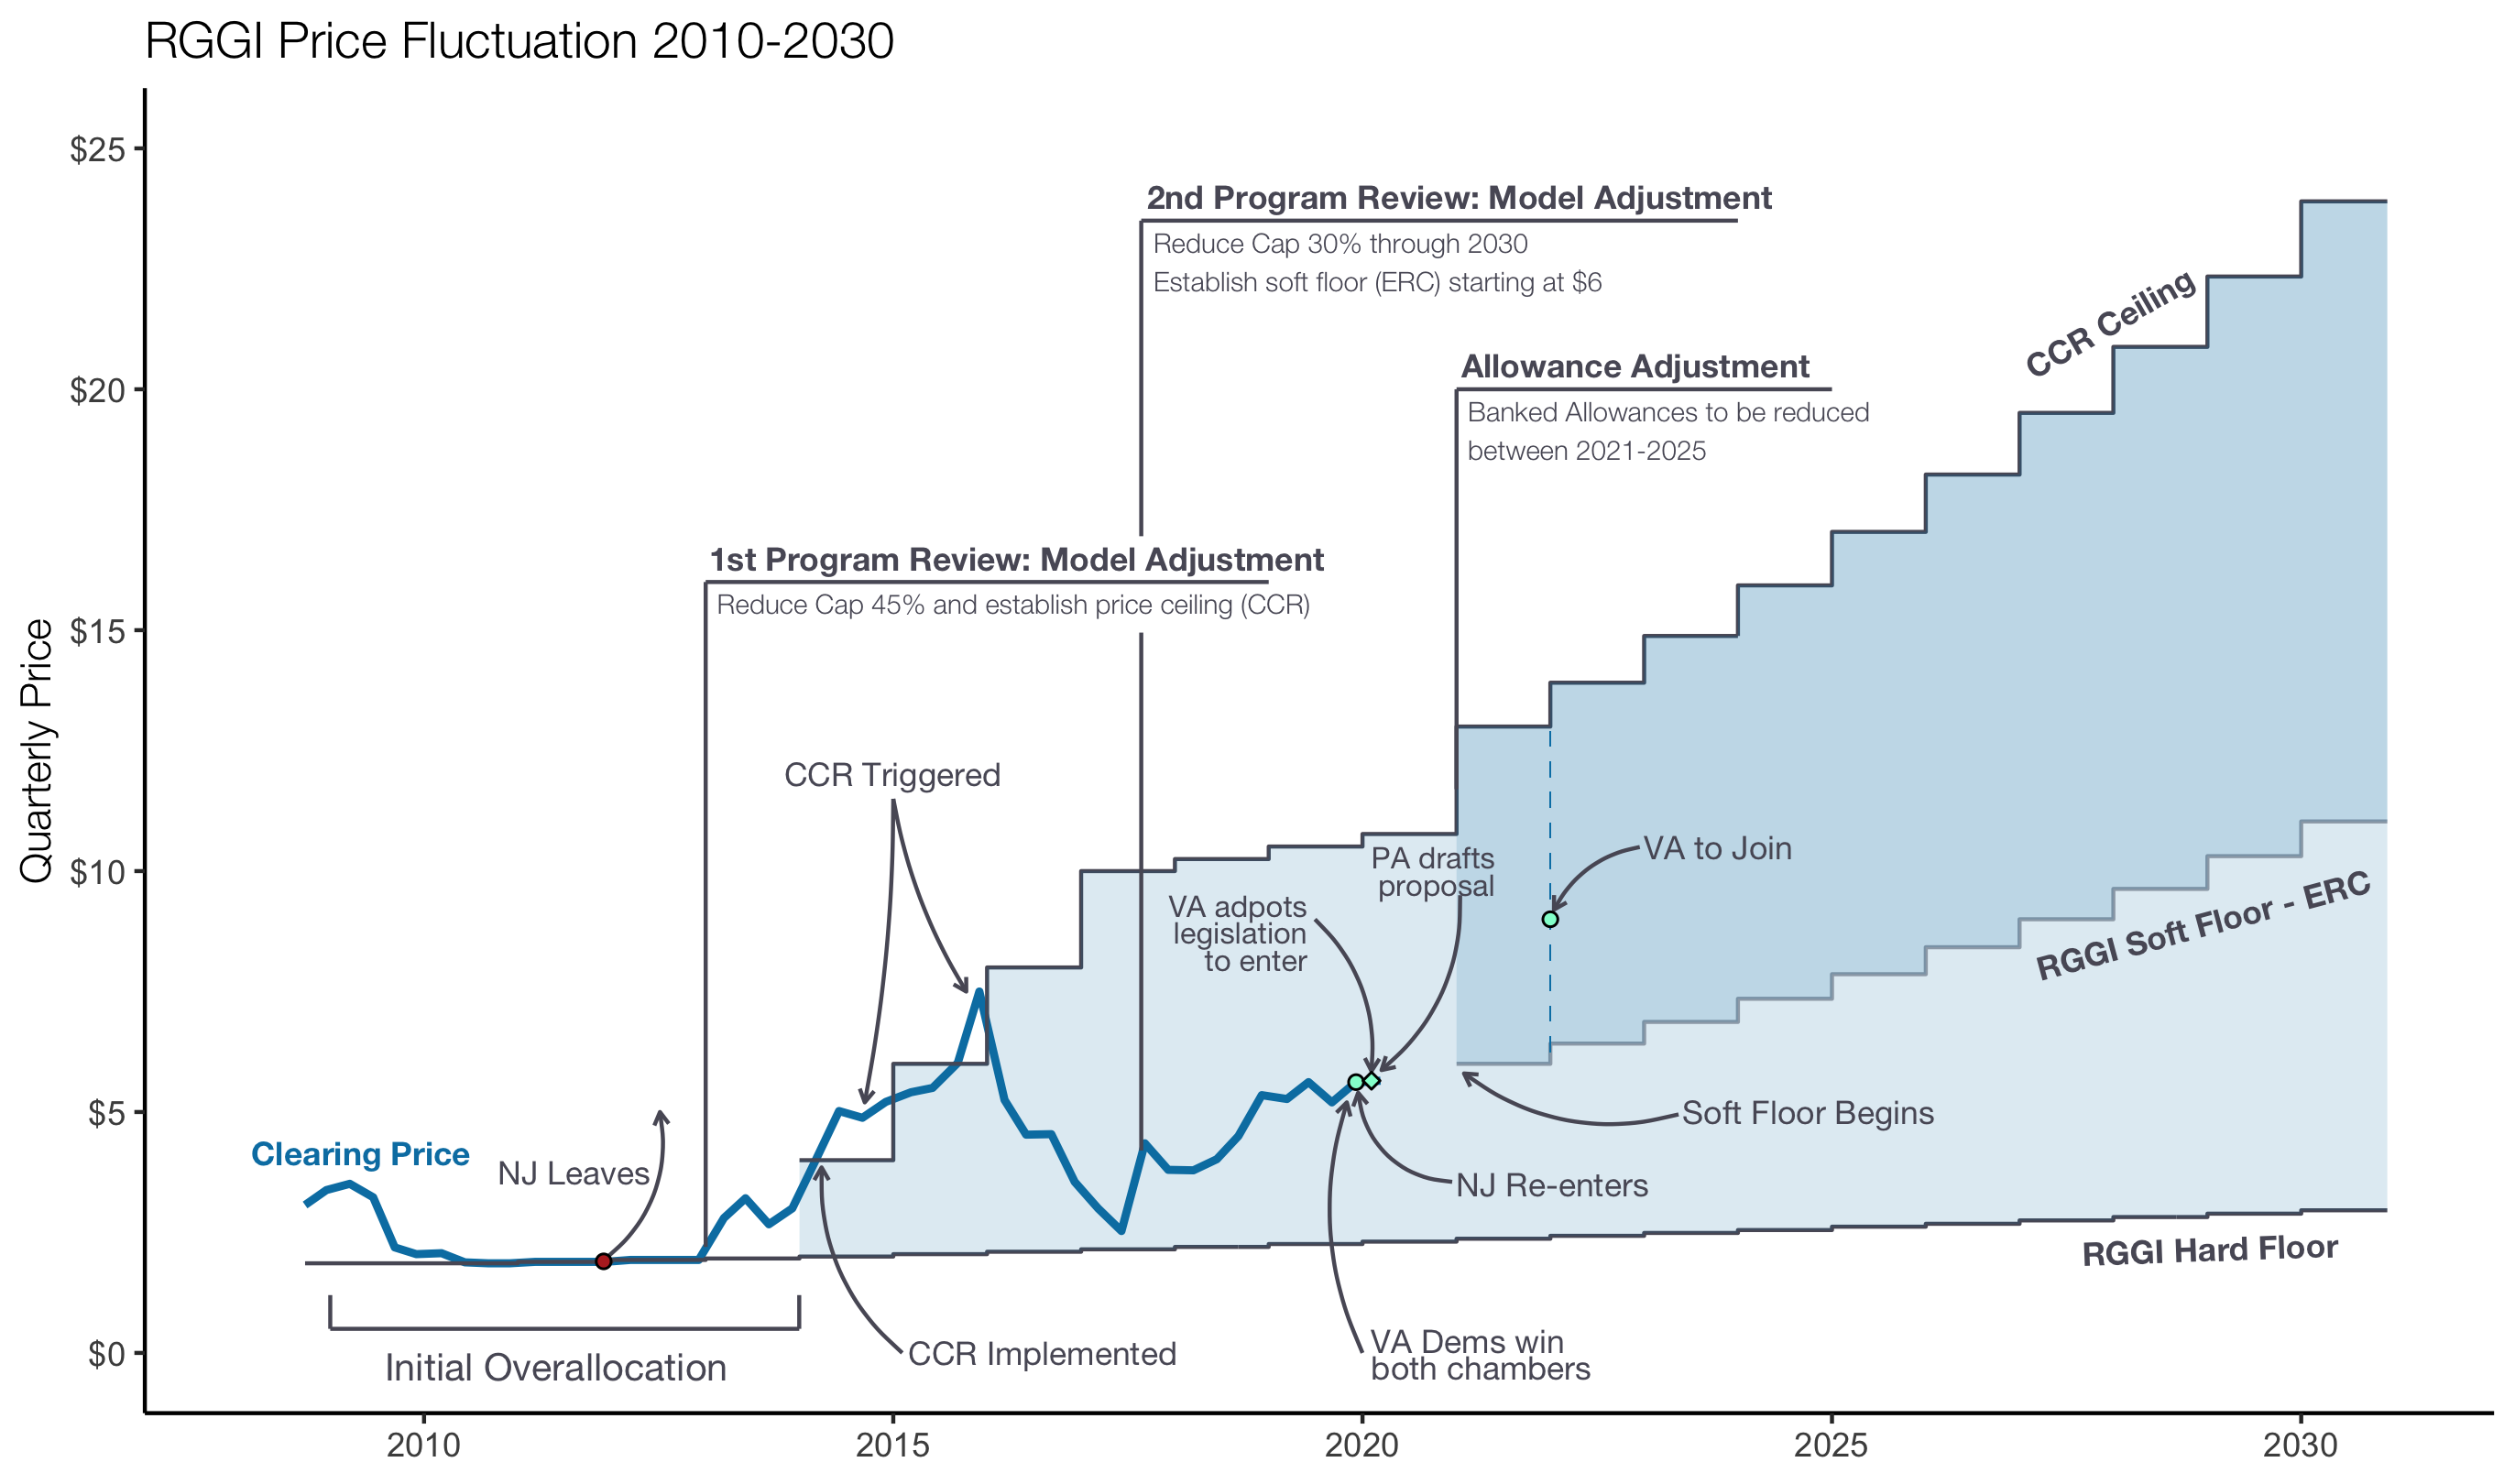 RGGI Price Fluctuation 2010-2030
Quarterly Price
$25
$20
$15
$10
$5
$0
2010
2015
2020
2025
2030
2nd Program Review: Model Adjustment
Reduce Cap 30% through 2030
Establish soft floor (ERC) starting at $6
CCR Ceiling
Allowance Adjustment
Banked Allowances to be reduced
between 2021-2025
1st Program Review: Model Adjustment
Reduce Cap 45% and establish price ceiling (CCR)
CCR Triggered
PA drafts
proposal
VA to Join
VA adpots
legislation
to enter
RGGI Soft Floor - ERC
Soft Floor Begins
Clearing Price
NJ Leaves
NJ Re-enters
RGGI Hard Floor
Initial Overallocation
CCR Implemented
VA Dems win
both chambers